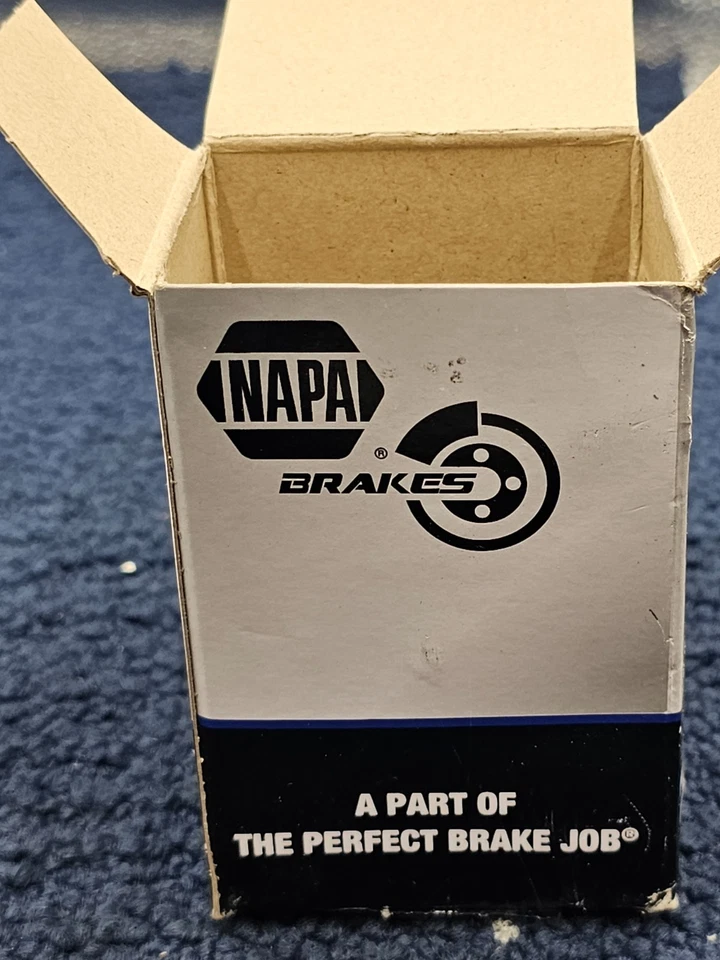 NAPA
®
BRAKES
A PART OF
THE PERFECT BRAKE JOB®